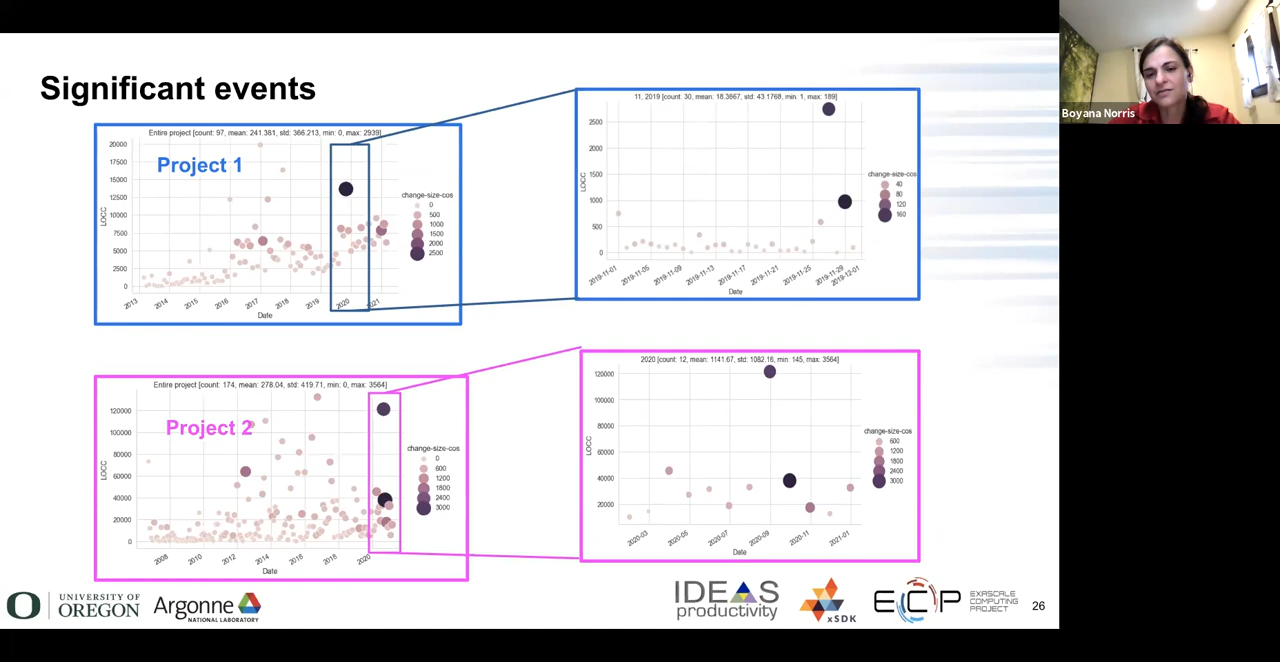 Significant events
Boyana Norris
Entire project [count: 97, mean: 241.381, std: 366.213, min: 0, max: 2939]
Project 1
LOCC
20000
17500
15000
12500
10000
7500
5000
2500
0
2013
2014
2015
2016
2017
2018
2019
2020
2021
Date
change-size-cos
0
500
1000
1500
2000
2500
11, 2019 [count: 30, mean: 18.3667, std: 43.1768, min: 1, max: 189]
LOCC
2500
2000
1500
1000
500
0
2019-11-01
2019-11-05
2019-11-09
2019-11-13
2019-11-17
2019-11-21
2019-11-25
2019-11-29
2019-12-01
Date
change-size-cos
40
80
120
160
Entire project [count: 174, mean: 278.04, std: 419.71, min: 0, max: 3564]
Project 2
LOCC
120000
100000
80000
60000
40000
20000
0
2008
2010
2012
2014
2016
2018
2020
Date
change-size-cos
0
600
1200
1800
2400
3000
2020 [count: 12, mean: 1141.67, std: 1082.16, min: 145, max: 3564]
LOCC
120000
100000
80000
60000
40000
20000
2020-03
2020-05
2020-07
2020-09
2020-11
2021-01
Date
change-size-cos
600
1200
1800
2400
3000
O
UNIVERSITY OF
OREGON
Argonne
NATIONAL LABORATORY
IDEAS
productivity
xSDK
ECP
EXASCALE
COMPUTING
PROJECT
26